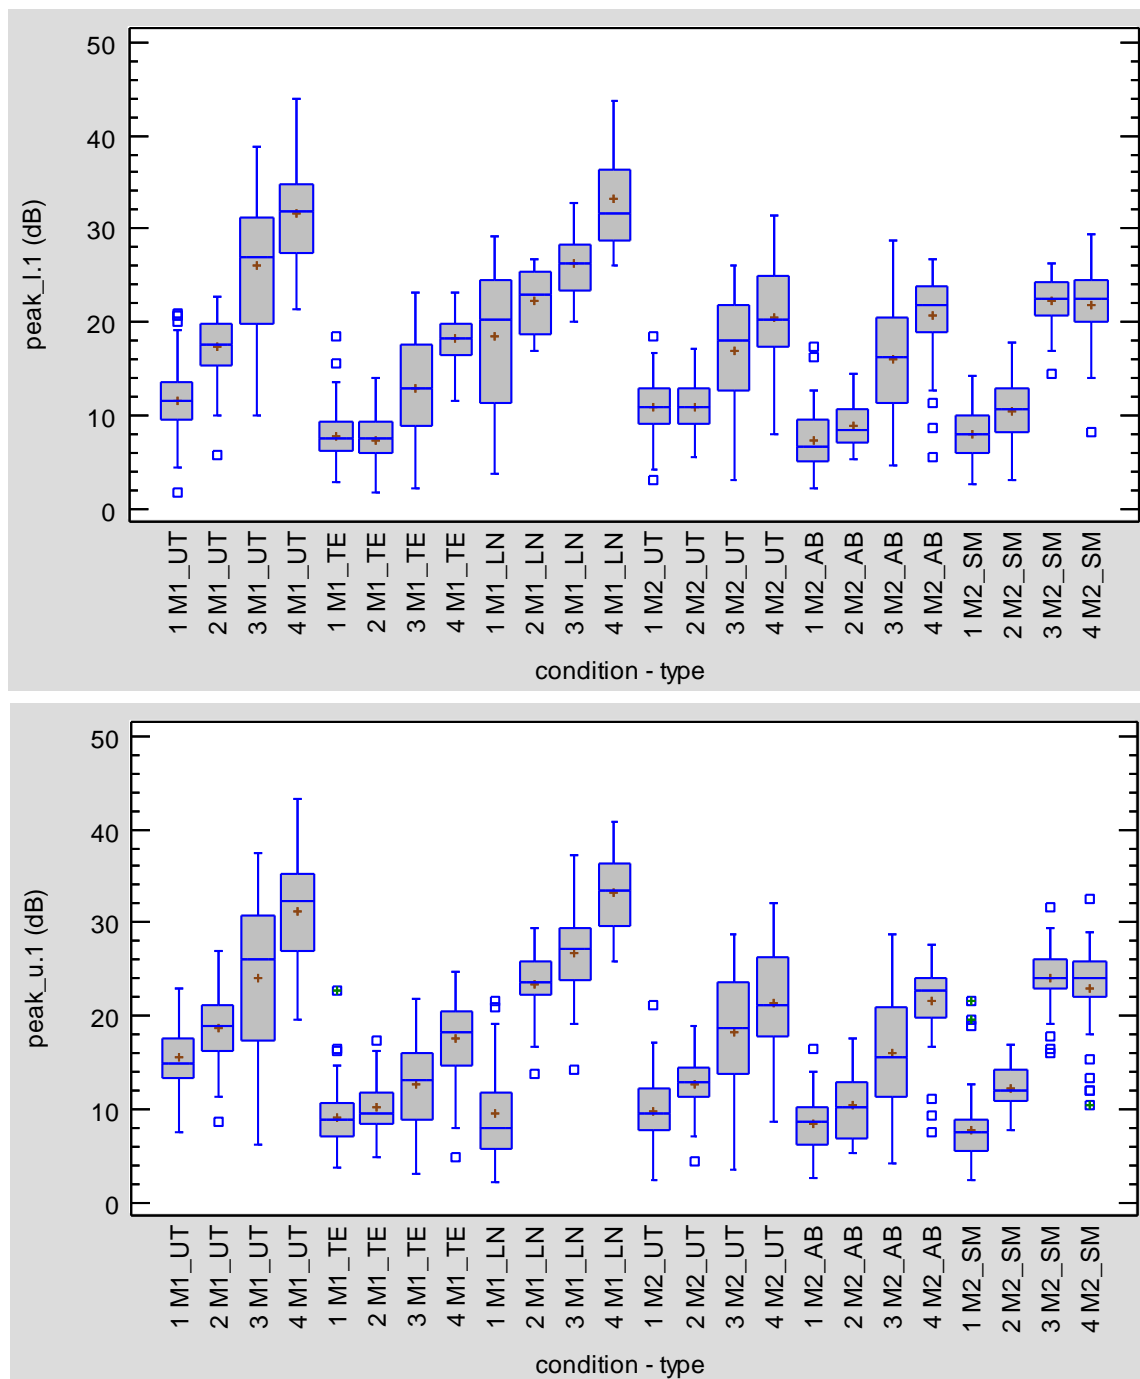 50
40
30
20
10
0
peak_l.1 (dB)
1 M1_UT
2 M1_UT
3 M1_UT
4 M1_UT
1 M1_TE
2 M1_TE
3 M1_TE
4 M1_TE
1 M1_LN
2 M1_LN
3 M1_LN
4 M1_LN
1 M2_UT
2 M2_UT
3 M2_UT
4 M2_UT
1 M2_AB
2 M2_AB
3 M2_AB
4 M2_AB
1 M2_SM
2 M2_SM
3 M2_SM
4 M2_SM
condition - type
50
40
30
20
10
0
peak_u.1 (dB)
1 M1_UT
2 M1_UT
3 M1_UT
4 M1_UT
1 M1_TE
2 M1_TE
3 M1_TE
4 M1_TE
1 M1_LN
2 M1_LN
3 M1_LN
4 M1_LN
1 M2_UT
2 M2_UT
3 M2_UT
4 M2_UT
1 M2_AB
2 M2_AB
3 M2_AB
4 M2_AB
1 M2_SM
2 M2_SM
3 M2_SM
4 M2_SM
condition - type